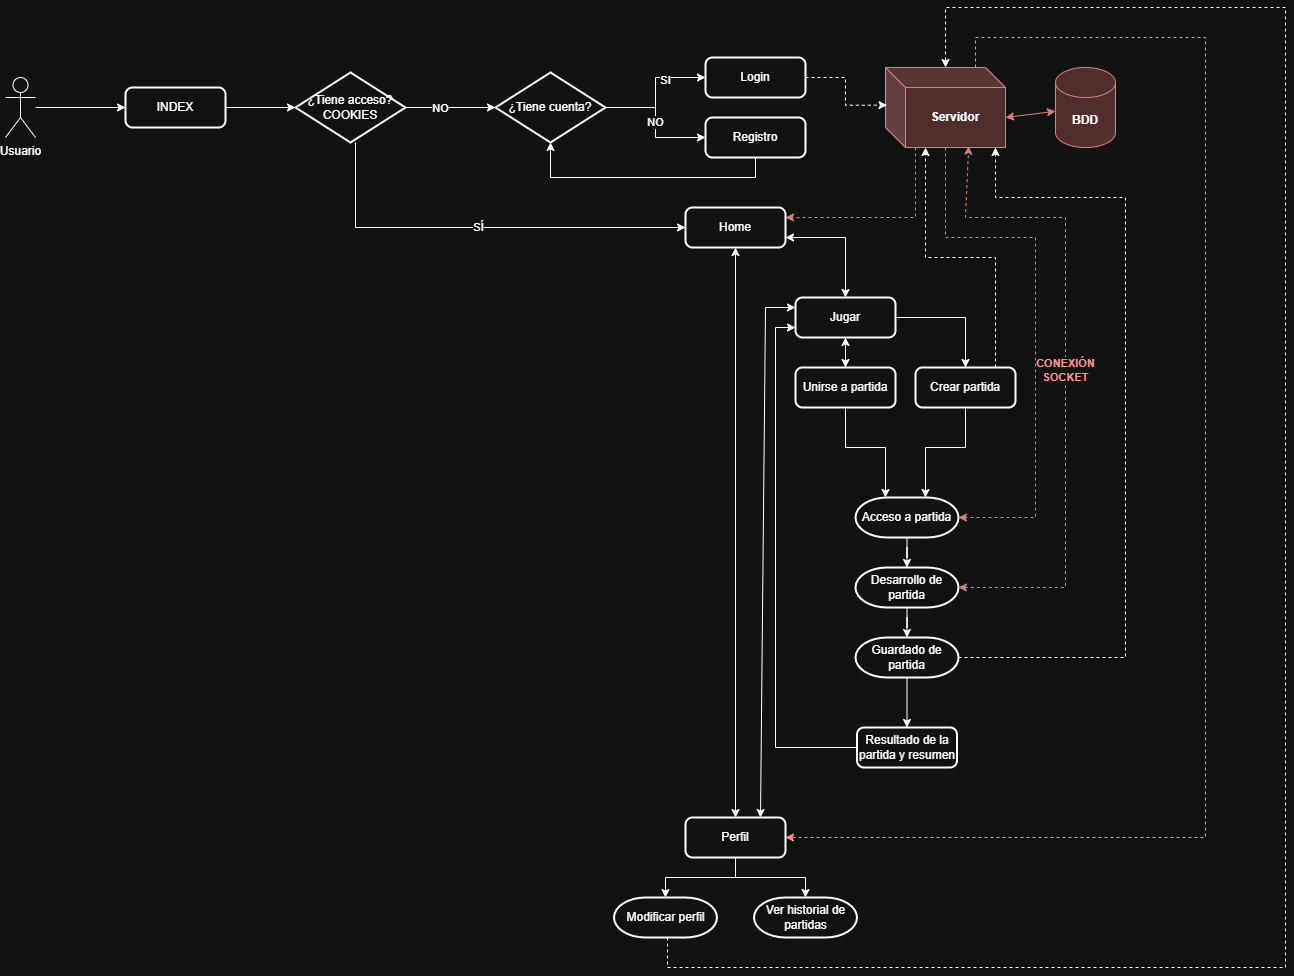 Usuario
INDEX
¿Tiene acceso?
COOKIES
NO
¿Tiene cuenta?
SI
NO
Login
Registro
Servidor
BDD
SÍ
Home
Jugar
Unirse a partida
Crear partida
CONEXIÓN
SOCKET
Acceso a partida
Desarrollo de
partida
Guardado de
partida
Resultado de la
partida y resumen
Perfil
Modificar perfil
Ver historial de
partidas